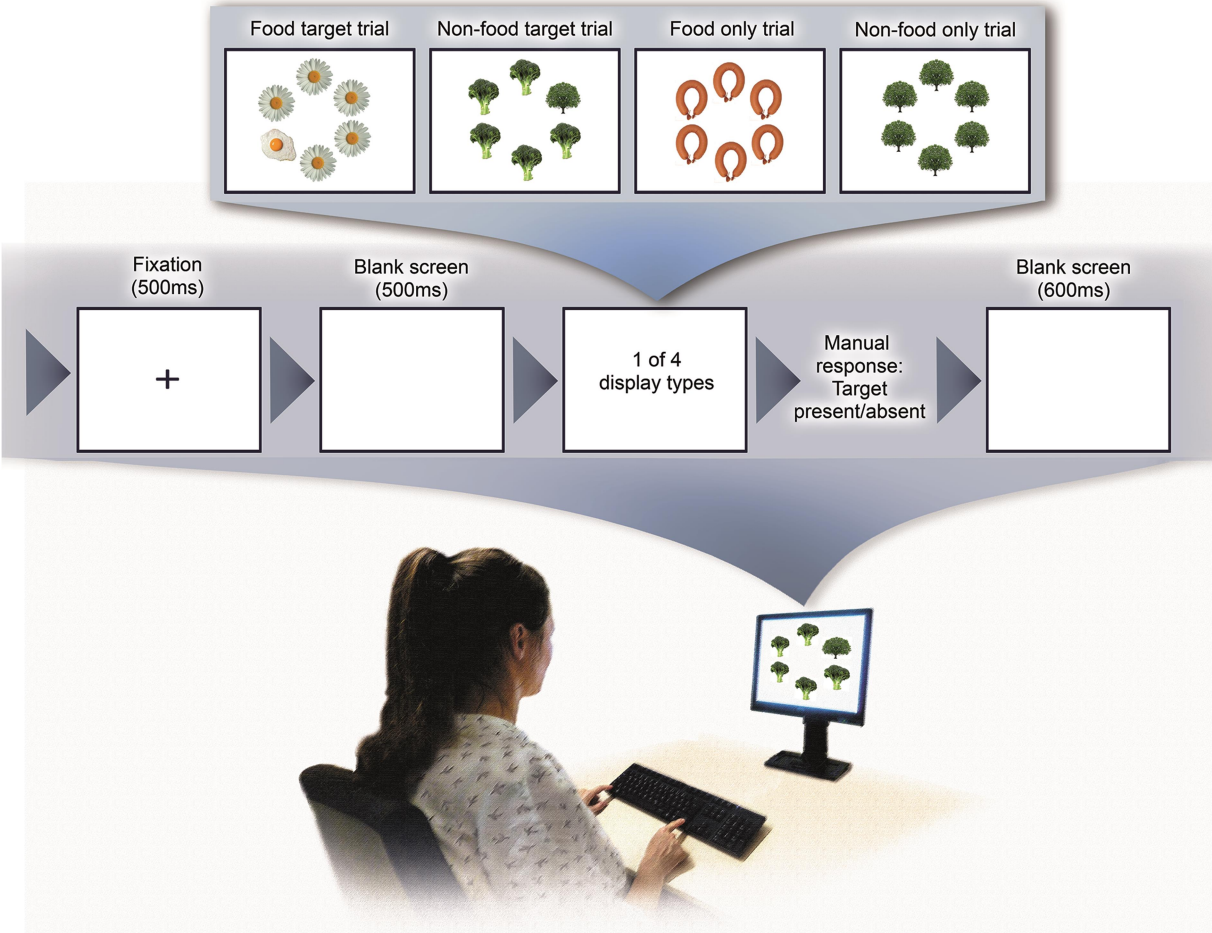 Food target trial
Non-food target trial
Food only trial
Non-food only trial
Fixation
(500ms)
Blank screen
(500ms)
1 of 4
display types
Manual
response:
Target
present/absent
Blank screen
(600ms)